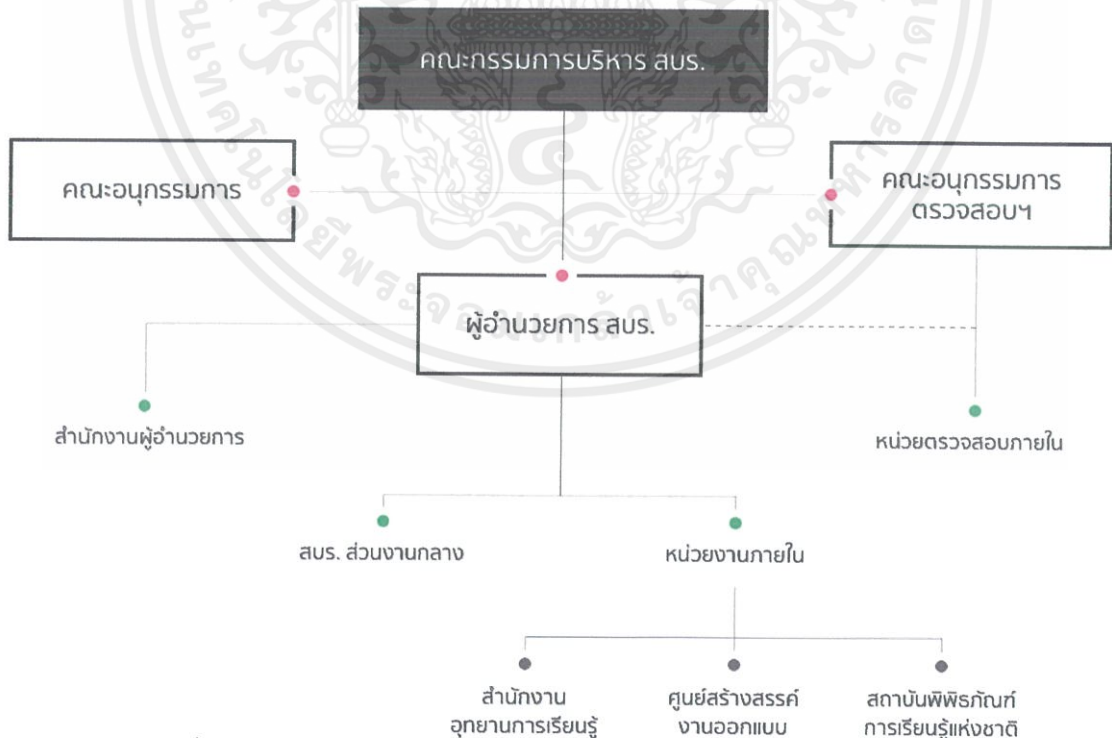 คณะกรรมการบริหาร สบร.
คณะอนุกรรมการ
คณะอนุกรรมการ
ตรวจสอบฯ
ผู้อำนวยการ สบร.
สำนักงานผู้อำนวยการ
หน่วยตรวจสอบภายใน
สบร. ส่วนงานกลาง
หน่วยงานภายใน
สำนักงาน
อุทยานการเรียนรู้
ศูนย์สร้างสรรค์
งานออกแบบ
สถาบันพิพิธภัณฑ์
การเรียนรู้แห่งชาติ